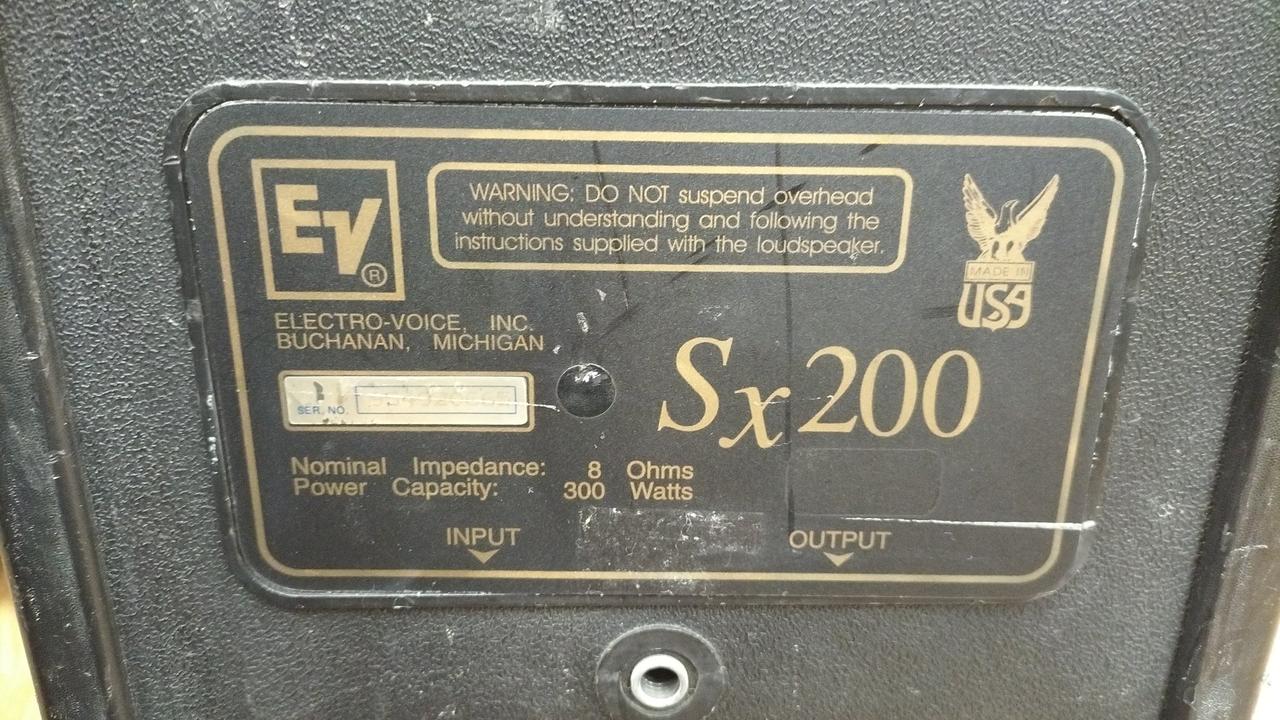 EV
®
WARNING: DO NOT suspend overhead
without understanding and following the
instructions supplied with the loudspeaker.
MADE IN
USA
ELECTRO-VOICE, INC.
BUCHANAN, MICHIGAN
SER. NO.
Sx200
Nominal Impedance: 8 Ohms
Power Capacity: 300 Watts
INPUT
OUTPUT